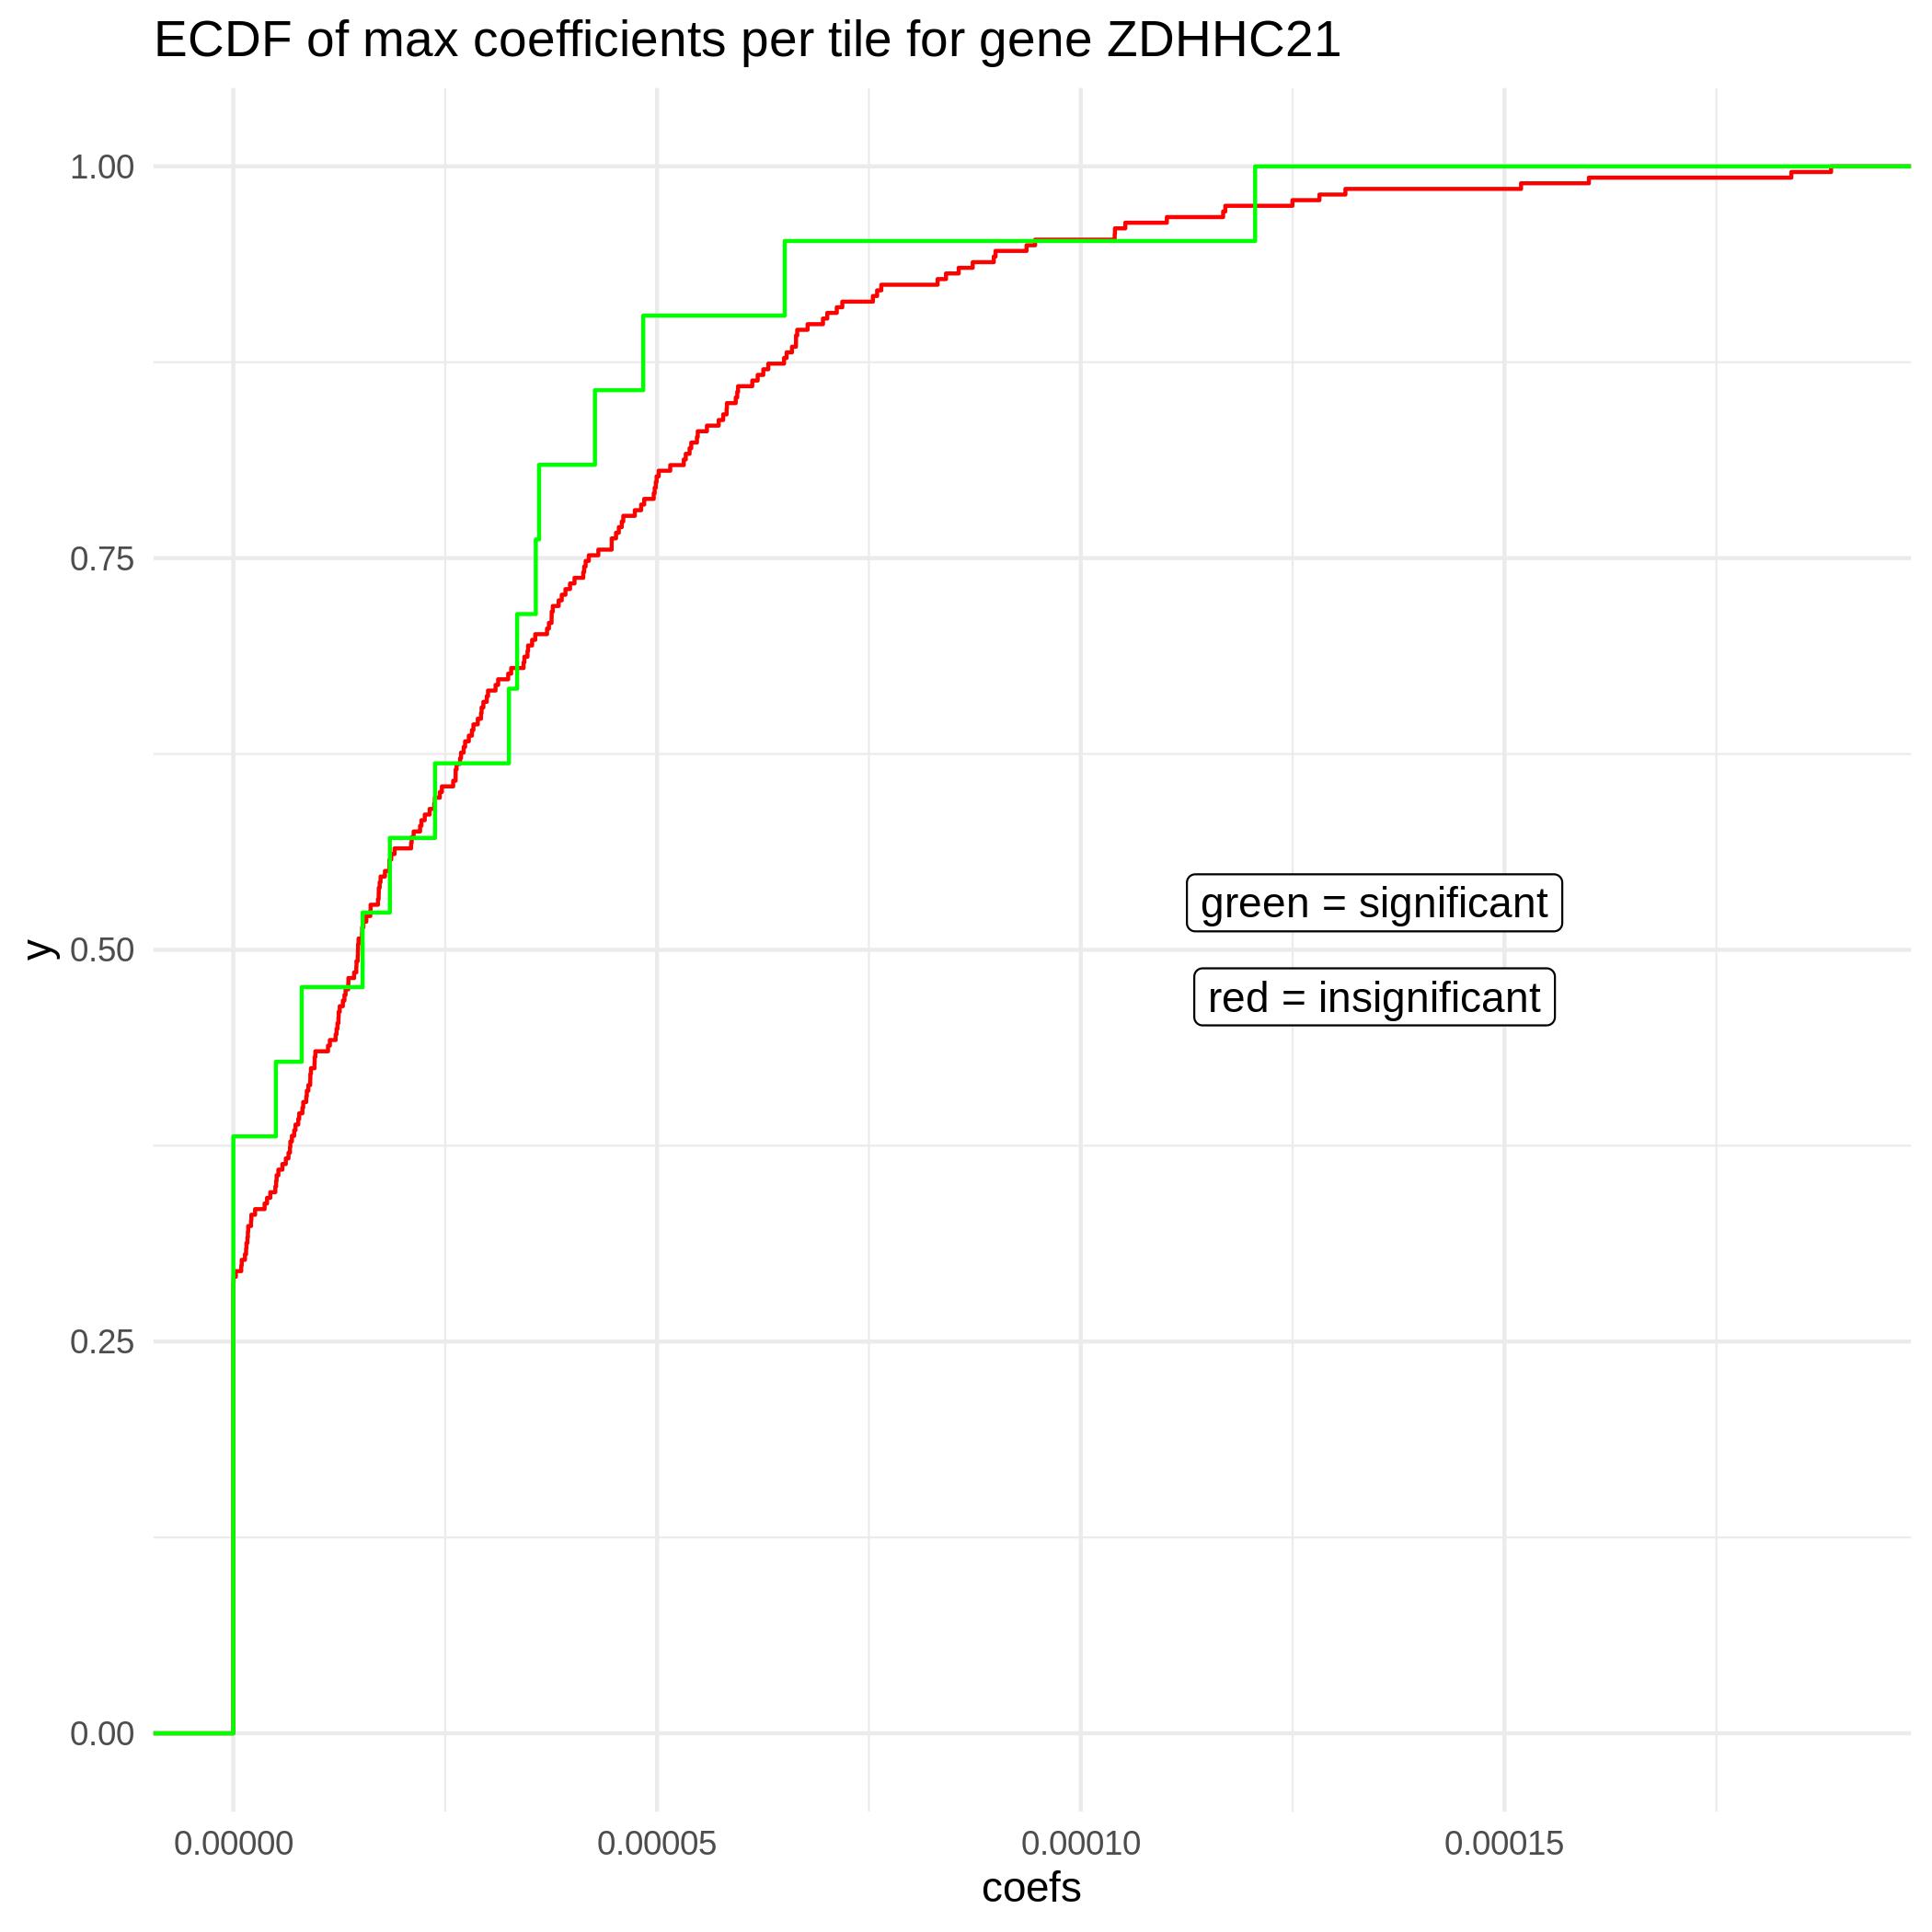 ECDF of max coefficients per tile for gene ZDHHC21
1.00
0.75
0.50
0.25
0.00
y
green = significant
red = insignificant
0.00000 0.00005 0.00010 0.00015
coefs